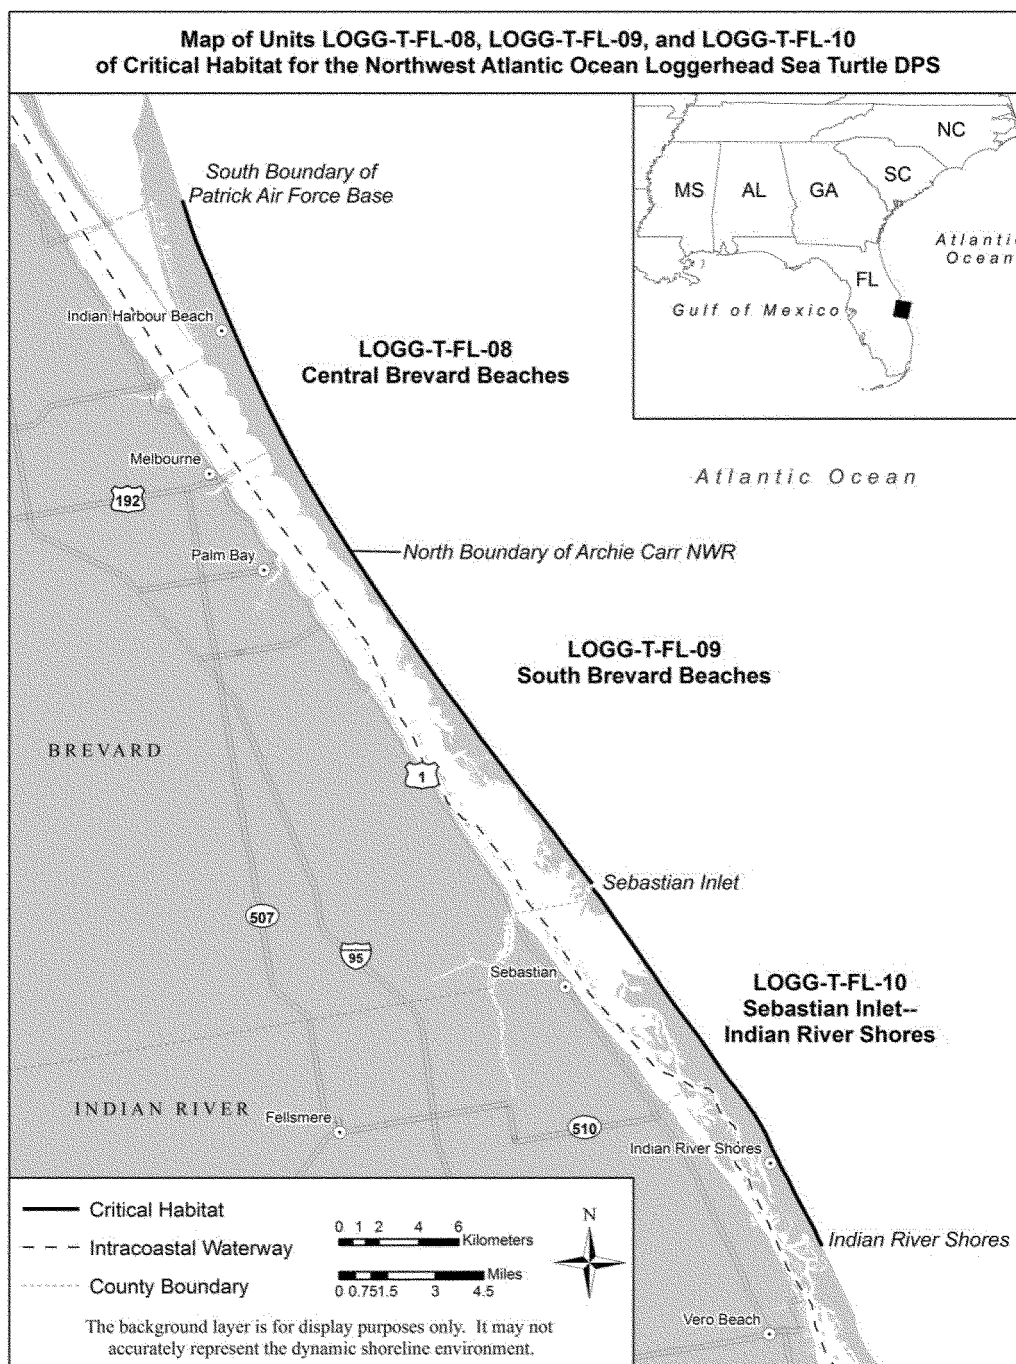 Map of Units LOGG-T-FL-08, LOGG-T-FL-09, and LOGG-T-FL-10
of Critical Habitat for the Northwest Atlantic Ocean Loggerhead Sea Turtle DPS
South Boundary of
Patrick Air Force Base
NC
SC
MS
AL
GA
Atlantic
Ocean
FL
Gulf of Mexico
Indian Harbour Beach
LOGG-T-FL-08
Central Brevard Beaches
Atlantic Ocean
Melbourne
192
North Boundary of Archie Carr NWR
Palm Bay
LOGG-T-FL-09
South Brevard Beaches
BREVARD
1
Sebastian Inlet
507
95
Sebastian
LOGG-T-FL-10
Sebastian Inlet--
Indian River Shores
INDIAN RIVER
Fellsmere
510
Indian River Shores
Indian River Shores
Vero Beach
Critical Habitat
Intracoastal Waterway
County Boundary
0 1 2 4 6
Kilometers
Miles
0 0.75 1.5 3 4.5
N
The background layer is for display purposes only. It may not
accurately represent the dynamic shoreline environment.